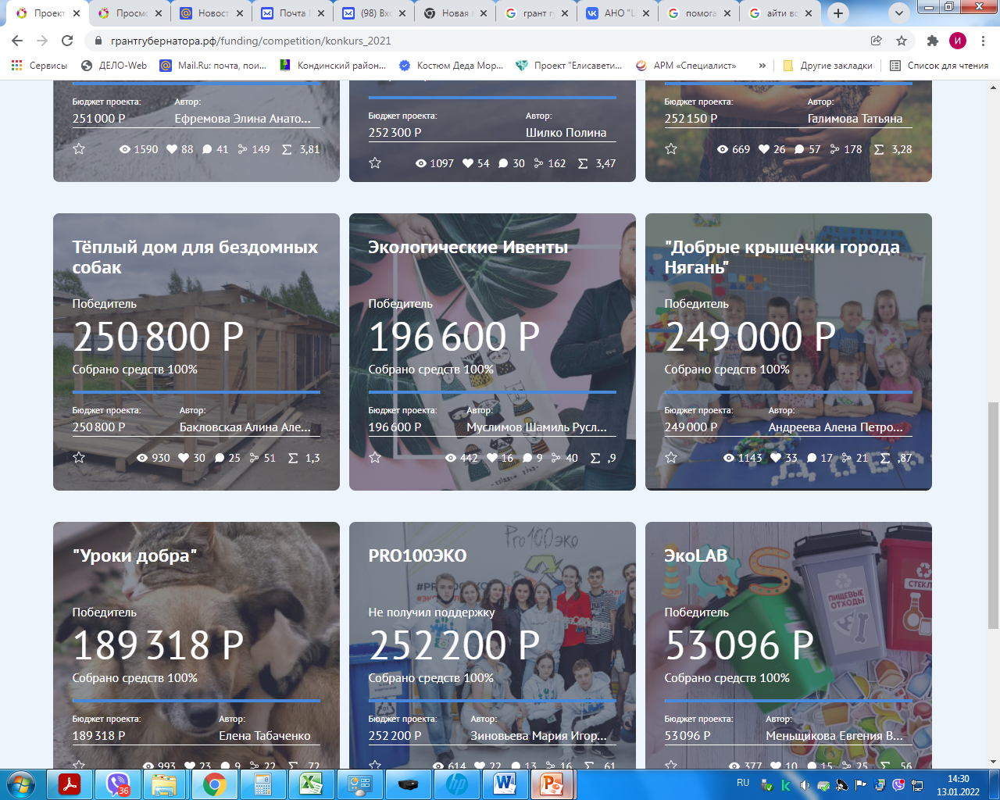 Проект
Просмо
Новост
Почта
(98) Вхо
Новая
грант гу
АНО "Ц
помога
айти вс
грантгубернатора.рф/funding/competition/konkurs_2021
И
Сервисы
ДЕЛО-Web
Mail.Ru: почта, пои...
Кондинский район...
Костюм Деда Мор...
Проект "Елисавети...
АРМ «Специалист»
»
Другие закладки
Список для чтения
Бюджет проекта: Автор:
251 000 Р Ефремова Элина Анато...
1590 88 41 149 Σ 3,81
Бюджет проекта: Автор:
252 300 Р Шилко Полина
1097 54 30 162 Σ 3,47
Бюджет проекта: Автор:
252 150 Р Галимова Татьяна
669 26 57 178 Σ 3,28
Тёплый дом для бездомных
собак
Победитель
250 800 Р
Собрано средств 100%
Бюджет проекта: Автор:
250 800 Р Бакловская Алина Але...
930 30 25 51 Σ 1,3
Экологические Ивенты
Победитель
196 600 Р
Собрано средств 100%
Бюджет проекта: Автор:
196 600 Р Муслимов Шамиль Русл...
442 16 9 40 Σ ,9
"Добрые крышечки города
Нягань"
Победитель
249 000 Р
Собрано средств 100%
Бюджет проекта: Автор:
249 000 Р Андреева Алена Петро...
1143 33 17 21 Σ ,87
"Уроки добра"
Победитель
189 318 Р
Собрано средств 100%
Бюджет проекта: Автор:
189 318 Р Елена Табаченко
993 23 9 22 Σ ,72
Pro100эко
PRO100ЭКО
Не получил поддержку
252 200 Р
Собрано средств 100%
Бюджет проекта: Автор:
252 200 Р Зиновьева Мария Игор...
614 22 13 16 Σ ,61
ЭкоLAB
ПИЩЕВЫЕ
ОТХОДЫ
СТЕКЛ
Победитель
53 096 Р
Собрано средств 100%
Бюджет проекта: Автор:
53 096 Р Меньщикова Евгения В...
377 10 15 25 Σ ,56
36
RU
14:30
13.01.2022